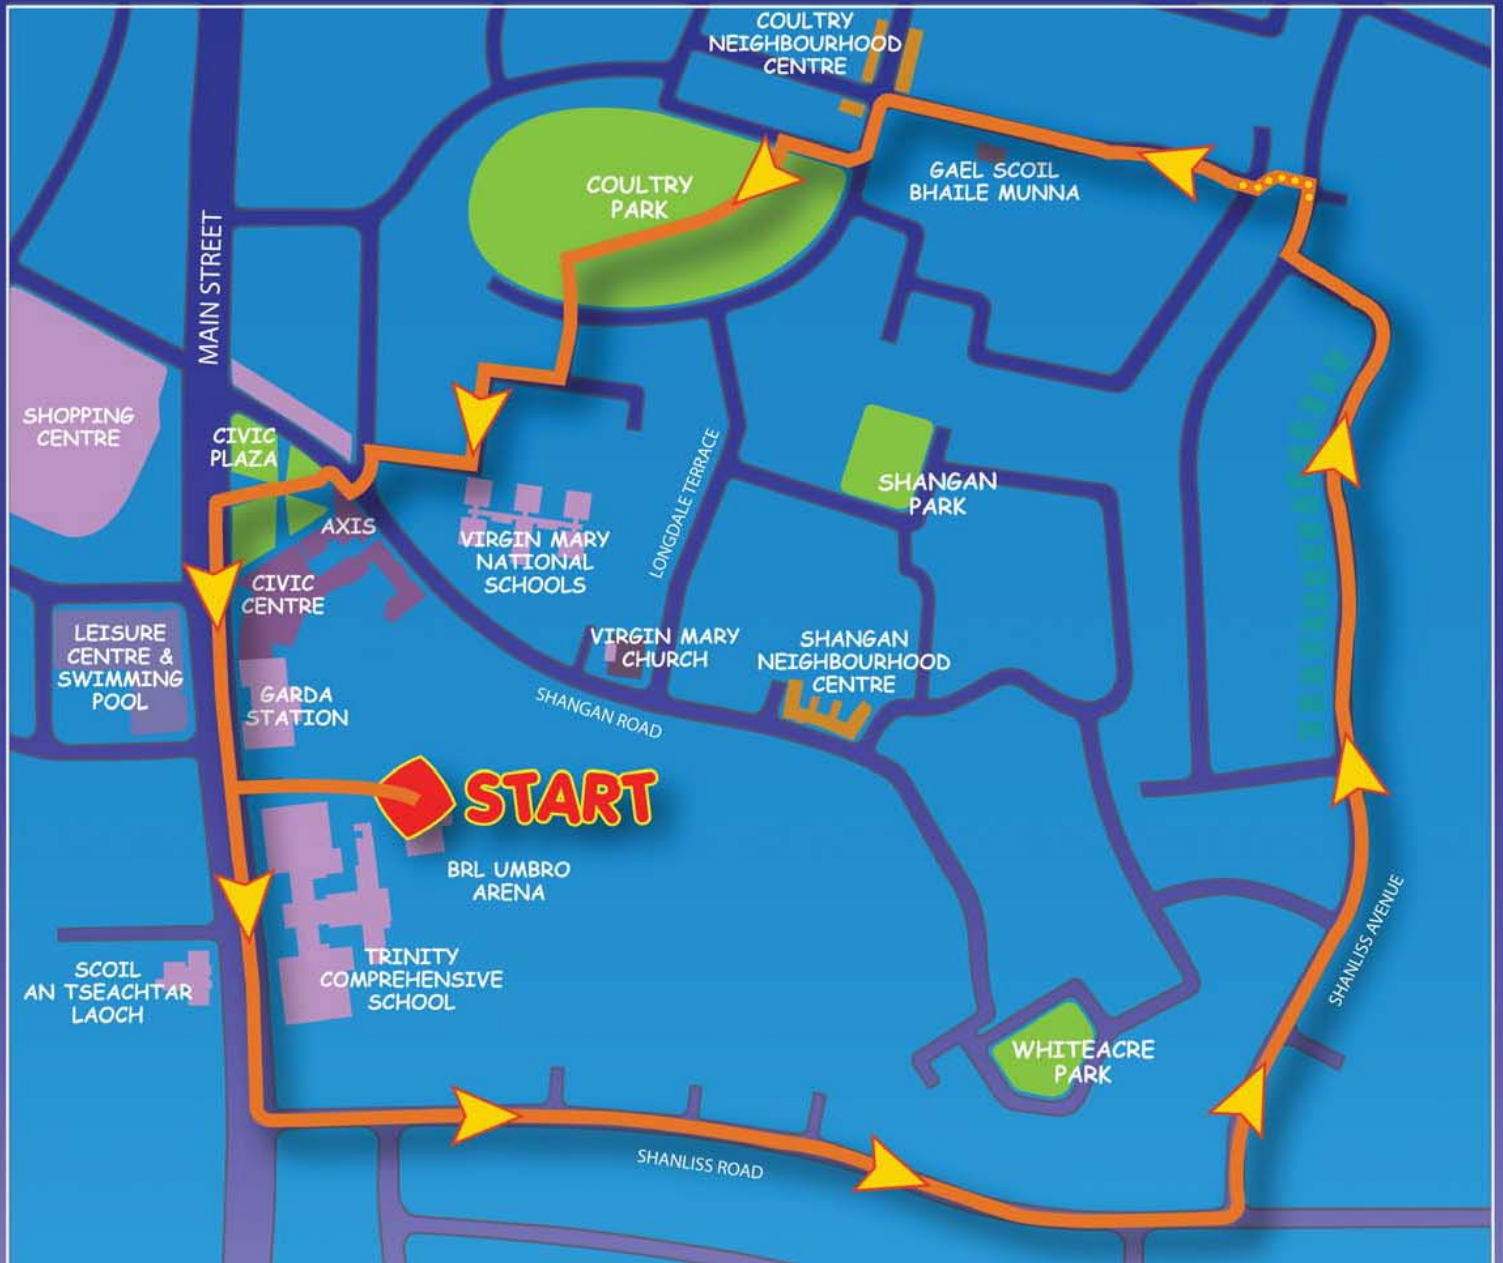 COULTRY
NEIGHBOURHOOD
CENTRE
GAEL SCOIL
BHAILE MUNNA
COULTRY
PARK
MAIN STREET
SHOPPING
CENTRE
CIVIC
PLAZA
AXIS
VIRGIN MARY
NATIONAL
SCHOOLS
LONGDALE TERRACE
SHANGAN
PARK
CIVIC
CENTRE
LEISURE
CENTRE &
SWIMMING
POOL
GARDA
STATION
VIRGIN MARY
CHURCH
SHANGAN
NEIGHBOURHOOD
CENTRE
SHANGAN ROAD
START
BRL UMBRO
ARENA
SHANLISS AVENUE
SCOIL
AN TSEACHTAR
LAOCH
TRINITY
COMPREHENSIVE
SCHOOL
WHITEACRE
PARK
SHANLISS ROAD